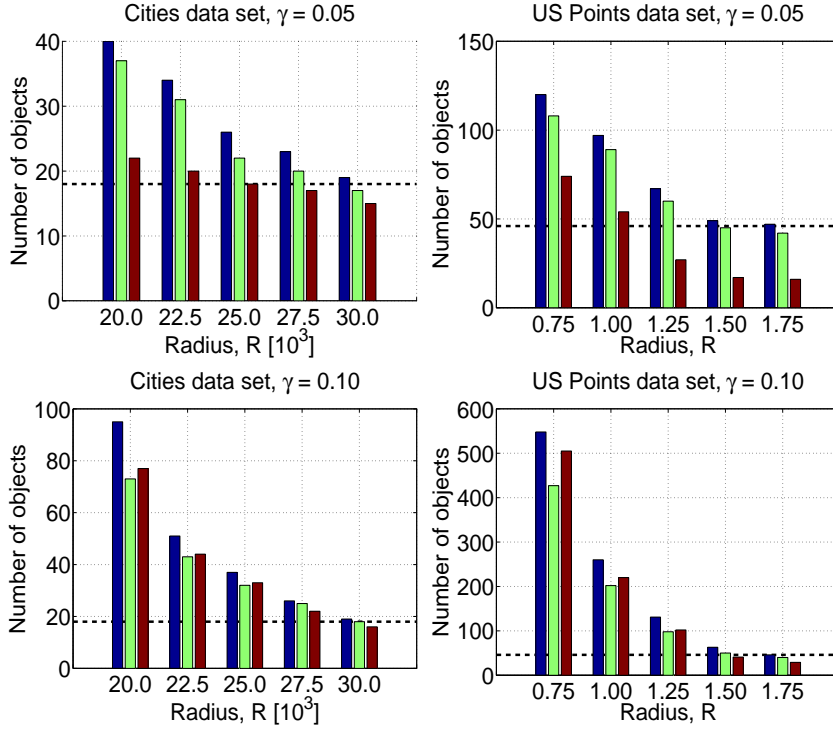 Cities data set, γ = 0.05
Number of objects
40
30
20
10
0
20.0 22.5 25.0 27.5 30.0
Radius, R [10³]
US Points data set, γ = 0.05
Number of objects
150
100
50
0
0.75 1.00 1.25 1.50 1.75
Radius, R
Cities data set, γ = 0.10
Number of objects
100
80
60
40
20
0
20.0 22.5 25.0 27.5 30.0
Radius, R [10³]
US Points data set, γ = 0.10
Number of objects
600
500
400
300
200
100
0
0.75 1.00 1.25 1.50 1.75
Radius, R